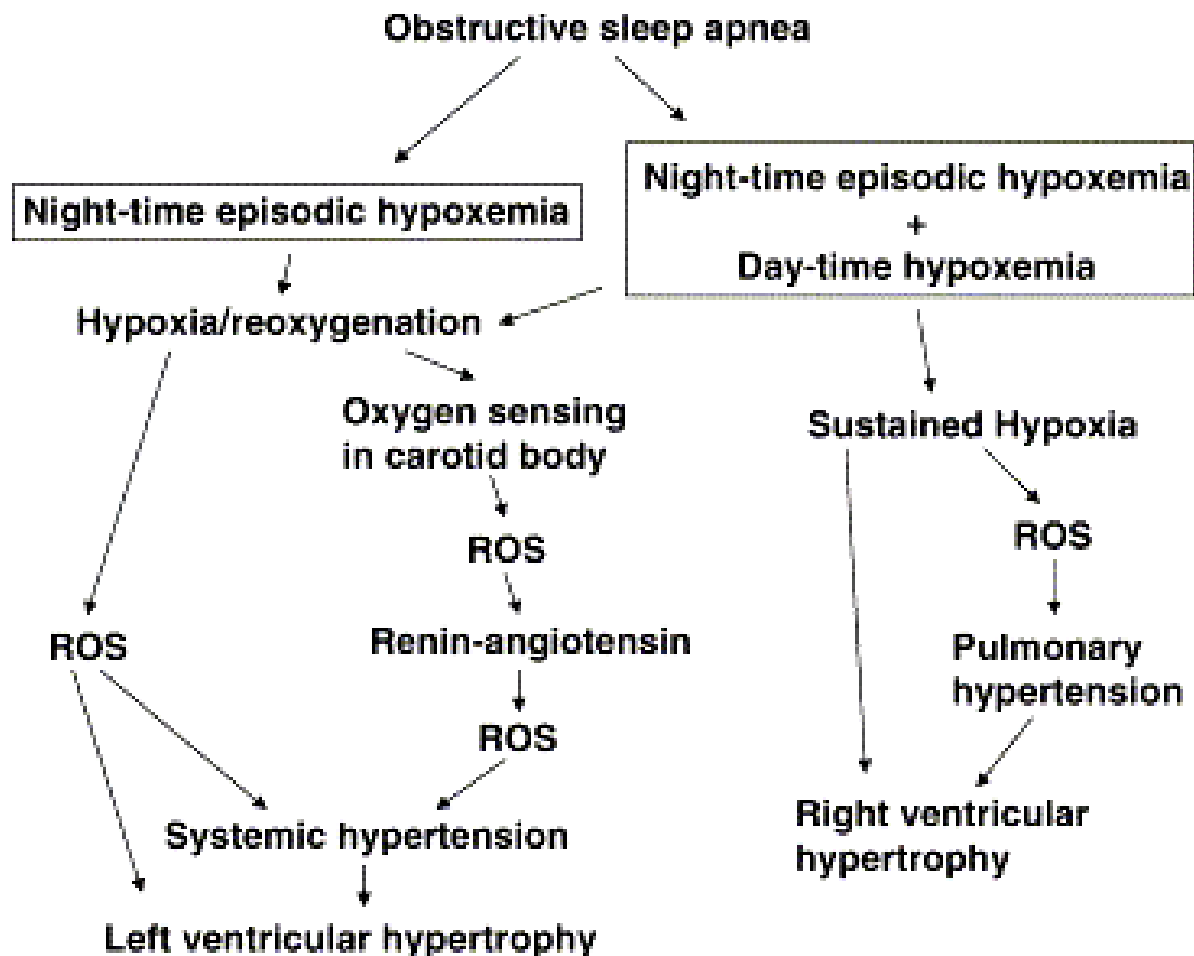 Obstructive sleep apnea
Night-time episodic hypoxemia
Night-time episodic hypoxemia
+
Day-time hypoxemia
Hypoxia/reoxygenation
Oxygen sensing
in carotid body
ROS
Renin-angiotensin
ROS
ROS
Systemic hypertension
Left ventricular hypertrophy
Sustained Hypoxia
ROS
Pulmonary
hypertension
Right ventricular
hypertrophy